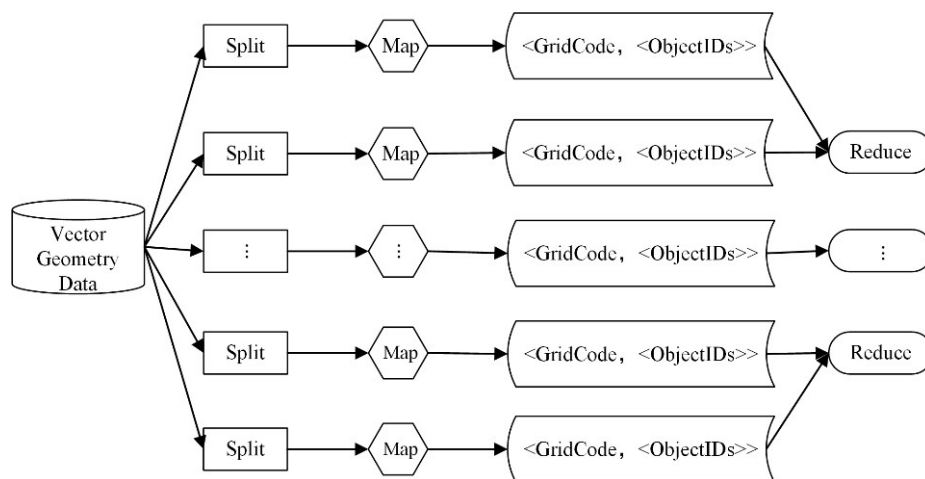 Split
Map
<GridCode, <ObjectIDs>>
Split
Map
<GridCode, <ObjectIDs>>
Reduce
Vector
Geometry
Data
⋮
⋮
<GridCode, <ObjectIDs>>
⋮
Split
Map
<GridCode, <ObjectIDs>>
Reduce
Split
Map
<GridCode, <ObjectIDs>>